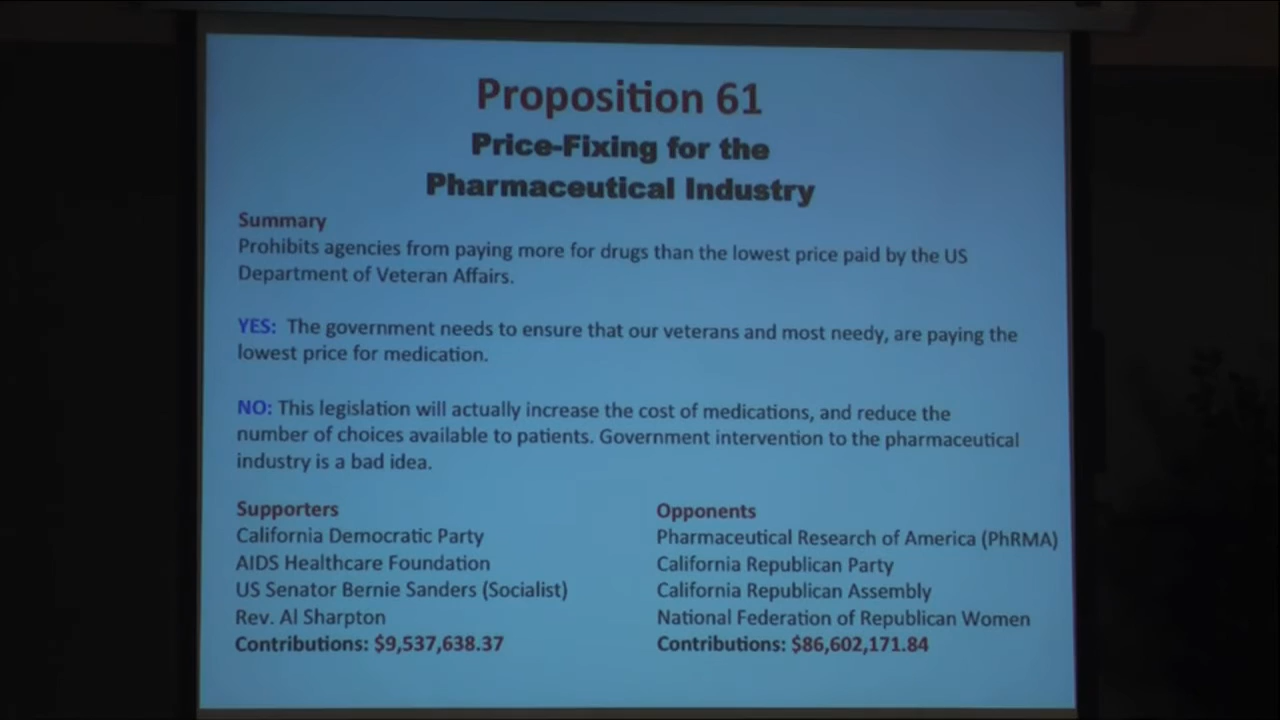 Proposition 61
Price-Fixing for the
Pharmaceutical Industry
Summary
Prohibits agencies from paying more for drugs than the lowest price paid by the US
Department of Veteran Affairs.
YES: The government needs to ensure that our veterans and most needy, are paying the
lowest price for medication.
NO: This legislation will actually increase the cost of medications, and reduce the
number of choices available to patients. Government intervention to the pharmaceutical
industry is a bad idea.
Supporters
California Democratic Party
AIDS Healthcare Foundation
US Senator Bernie Sanders (Socialist)
Rev. Al Sharpton
Contributions: $9,537,638.37
Opponents
Pharmaceutical Research of America (PhRMA)
California Republican Party
California Republican Assembly
National Federation of Republican Women
Contributions: $86,602,171.84